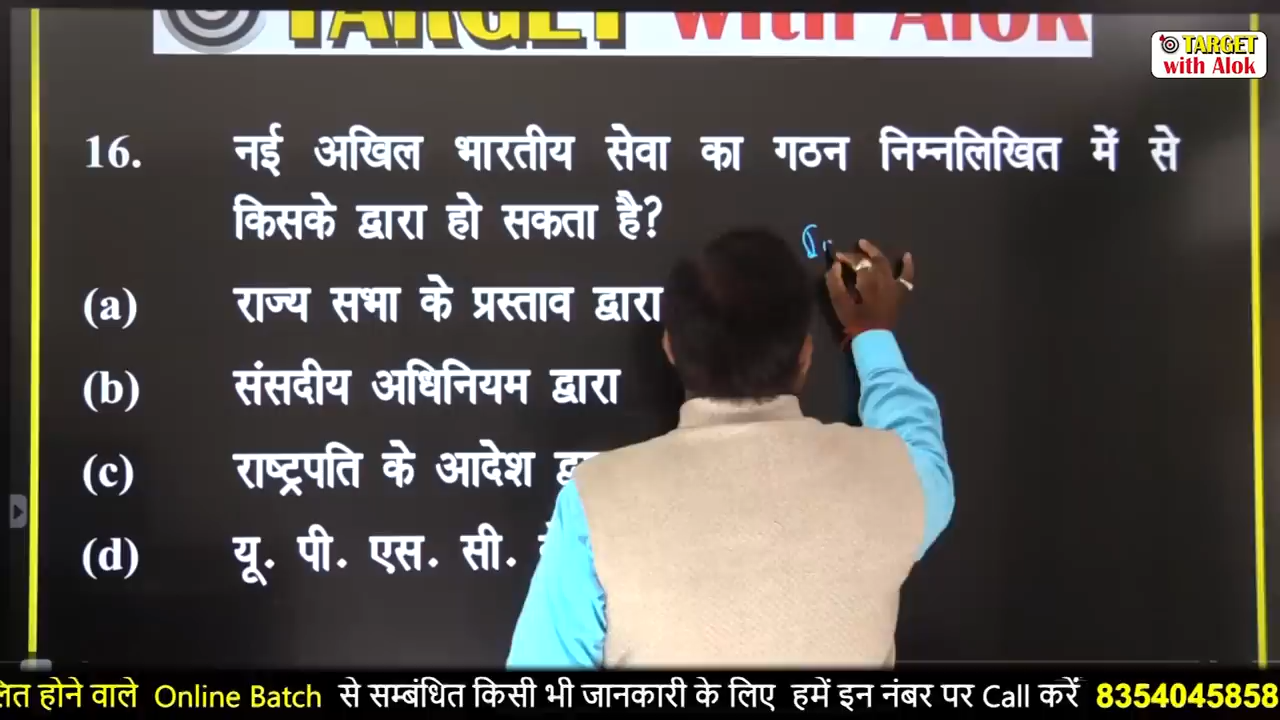 TARGET with Alok
TARGET
with Alok
16. नई अखिल भारतीय सेवा का गठन निम्नलिखित में से
किसके द्वारा हो सकता है?
(a) राज्य सभा के प्रस्ताव द्वारा
(b) संसदीय अधिनियम द्वारा
(c) राष्ट्रपति के आदेश
(d) यू. पी. एस. सी.
होने वाले Online Batch से सम्बंधित किसी भी जानकारी के लिए हमें इन नंबर पर Call करें 8354045858